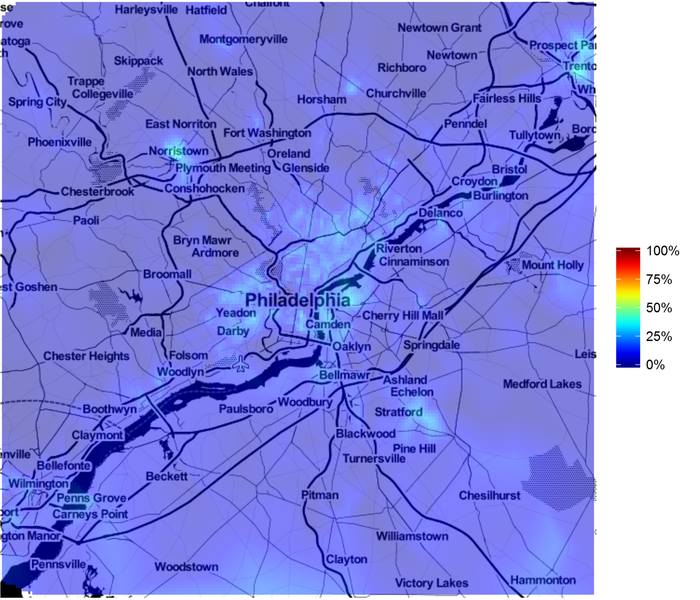 Harleysville Hatfield Chalfont
Newtown Grant
Montgomeryville
Prospect Par
Skippack
Newtown
North Wales
Richboro
Trento
Trappe
Collegeville
Churchville
Spring City
Horsham
Fairless Hills
East Norriton
Penndel
Fort Washington
Tullytown
Bord
Phoenixville
Norristown
Oreland
Plymouth Meeting
Glenside
Bristol
Croydon
Chesterbrook
Conshohocken
Burlington
Paoli
Delanco
Bryn Mawr
Ardmore
Riverton
Cinnaminson
Mount Holly
Broomall
est Goshen
Philadelphia
Yeadon
Cherry Hill Mall
Camden
Darby
Media
Oaklyn
Springdale
Chester Heights
Folsom
Leis
Woodlyn
Bellmawr
Ashland
Medford Lakes
Echelon
Boothwyn
Paulsboro
Woodbury
Stratford
Claymont
Blackwood
Pine Hill
Turnersville
Bellefonte
Beckett
Wilmington
Penns Grove
Pitman
Chesilhurst
Carneys Point
gton Manor
Williamstown
Pennsville
Woodstown
Clayton
Victory Lakes
Hammonton
100%
75%
50%
25%
0%